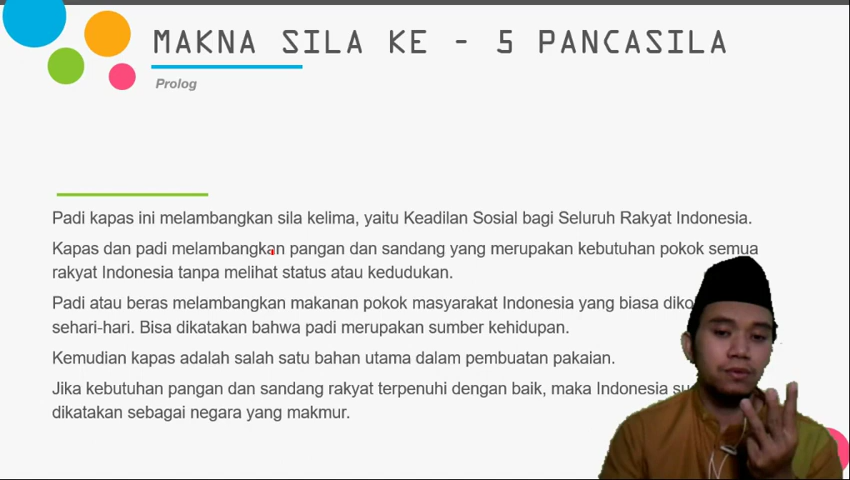 MAKNA SILA KE - 5 PANCASILA
Prolog
Padi kapas ini melambangkan sila kelima, yaitu Keadilan Sosial bagi Seluruh Rakyat Indonesia.
Kapas dan padi melambangkan pangan dan sandang yang merupakan kebutuhan pokok semua
rakyat Indonesia tanpa melihat status atau kedudukan.
Padi atau beras melambangkan makanan pokok masyarakat Indonesia yang biasa
sehari-hari. Bisa dikatakan bahwa padi merupakan sumber kehidupan.
Kemudian kapas adalah salah satu bahan utama dalam pembuatan pakaian.
Jika kebutuhan pangan dan sandang rakyat terpenuhi dengan baik, maka Indonesia
dikatakan sebagai negara yang makmur.